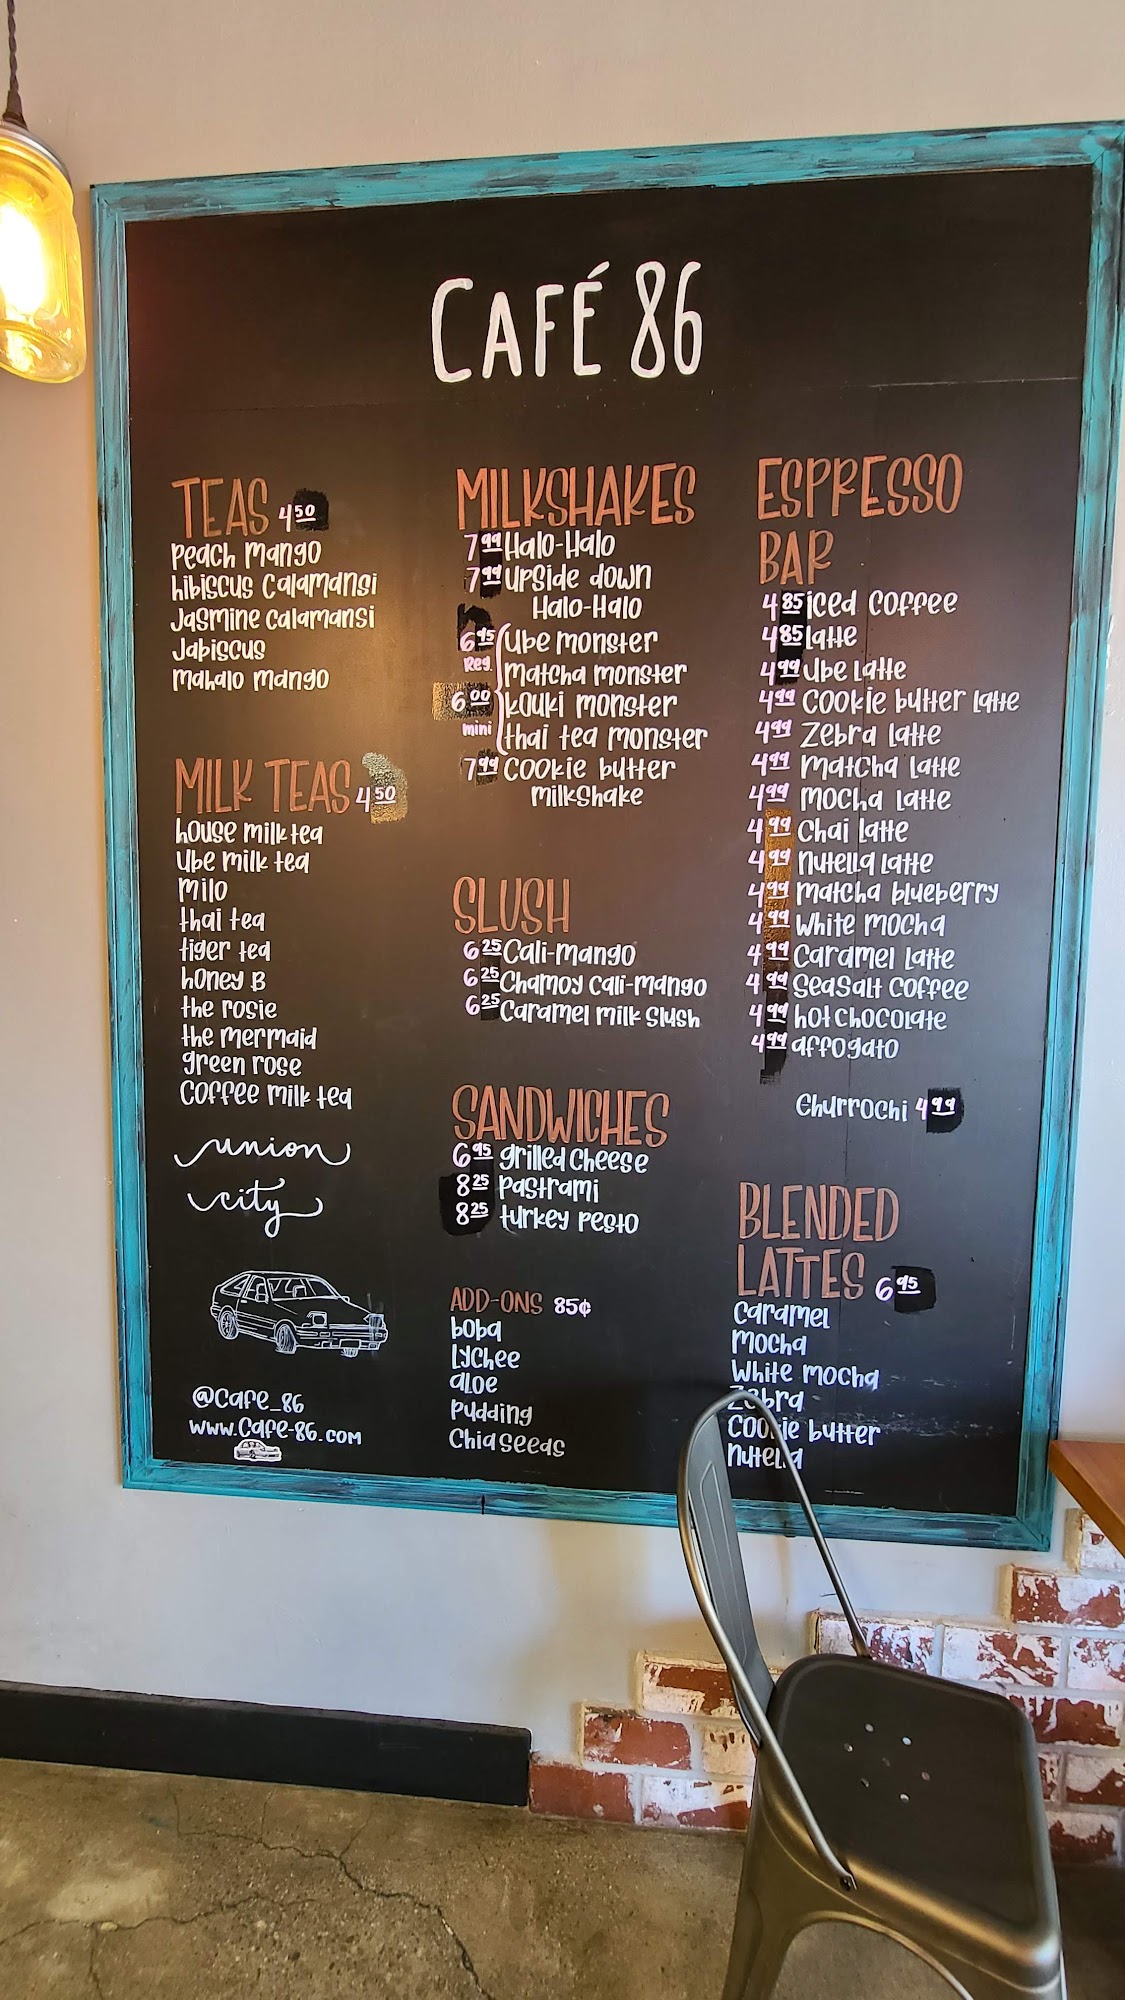 CAFÉ 86
TEAS 4.50
Peach Mango
hibiscus Calamansi
Jasmine calamansi
Jabiscus
Mahalo Mango
MILK TEAS 4.50
house milk tea
Ube milk tea
Milo
thai tea
tiger tea
honey B
the rosie
the mermaid
green rose
Coffee milk tea
union
city
@Cafe_86
www.Cafe-86.com
MILKSHAKES
7.99 Halo-Halo
7.99 upside down
Halo-Halo
6.95 Ube monster
Reg. Matcha monster
6.00 kouki monster
mini thai tea monster
7.99 Cookie butter
milkshake
SLUSH
6.25 Cali-mango
6.25 Chamoy Cali-mango
6.25 Caramel milk slush
SANDWICHES
6.95 grilled Cheese
8.25 Pastrami
8.25 turkey Pesto
ADD-ONS 85¢
boba
Lychee
aloe
Pudding
Chia Seeds
ESPRESSO
BAR
4.85 iced coffee
4.85 latte
4.99 Ube Latte
4.99 Cookie butter latte
4.99 Zebra Latte
4.99 Matcha latte
4.99 Mocha latte
4.99 Chai latte
4.99 Nutella latte
4.99 Matcha blueberry
4.99 White Mocha
4.99 Caramel latte
4.99 Seasalt coffee
4.99 hot chocolate
4.99 affogato
Churrochi 4.99
BLENDED
LATTES 6.95
Caramel
Mocha
White mocha
Zebra
Cookie butter
Nutella